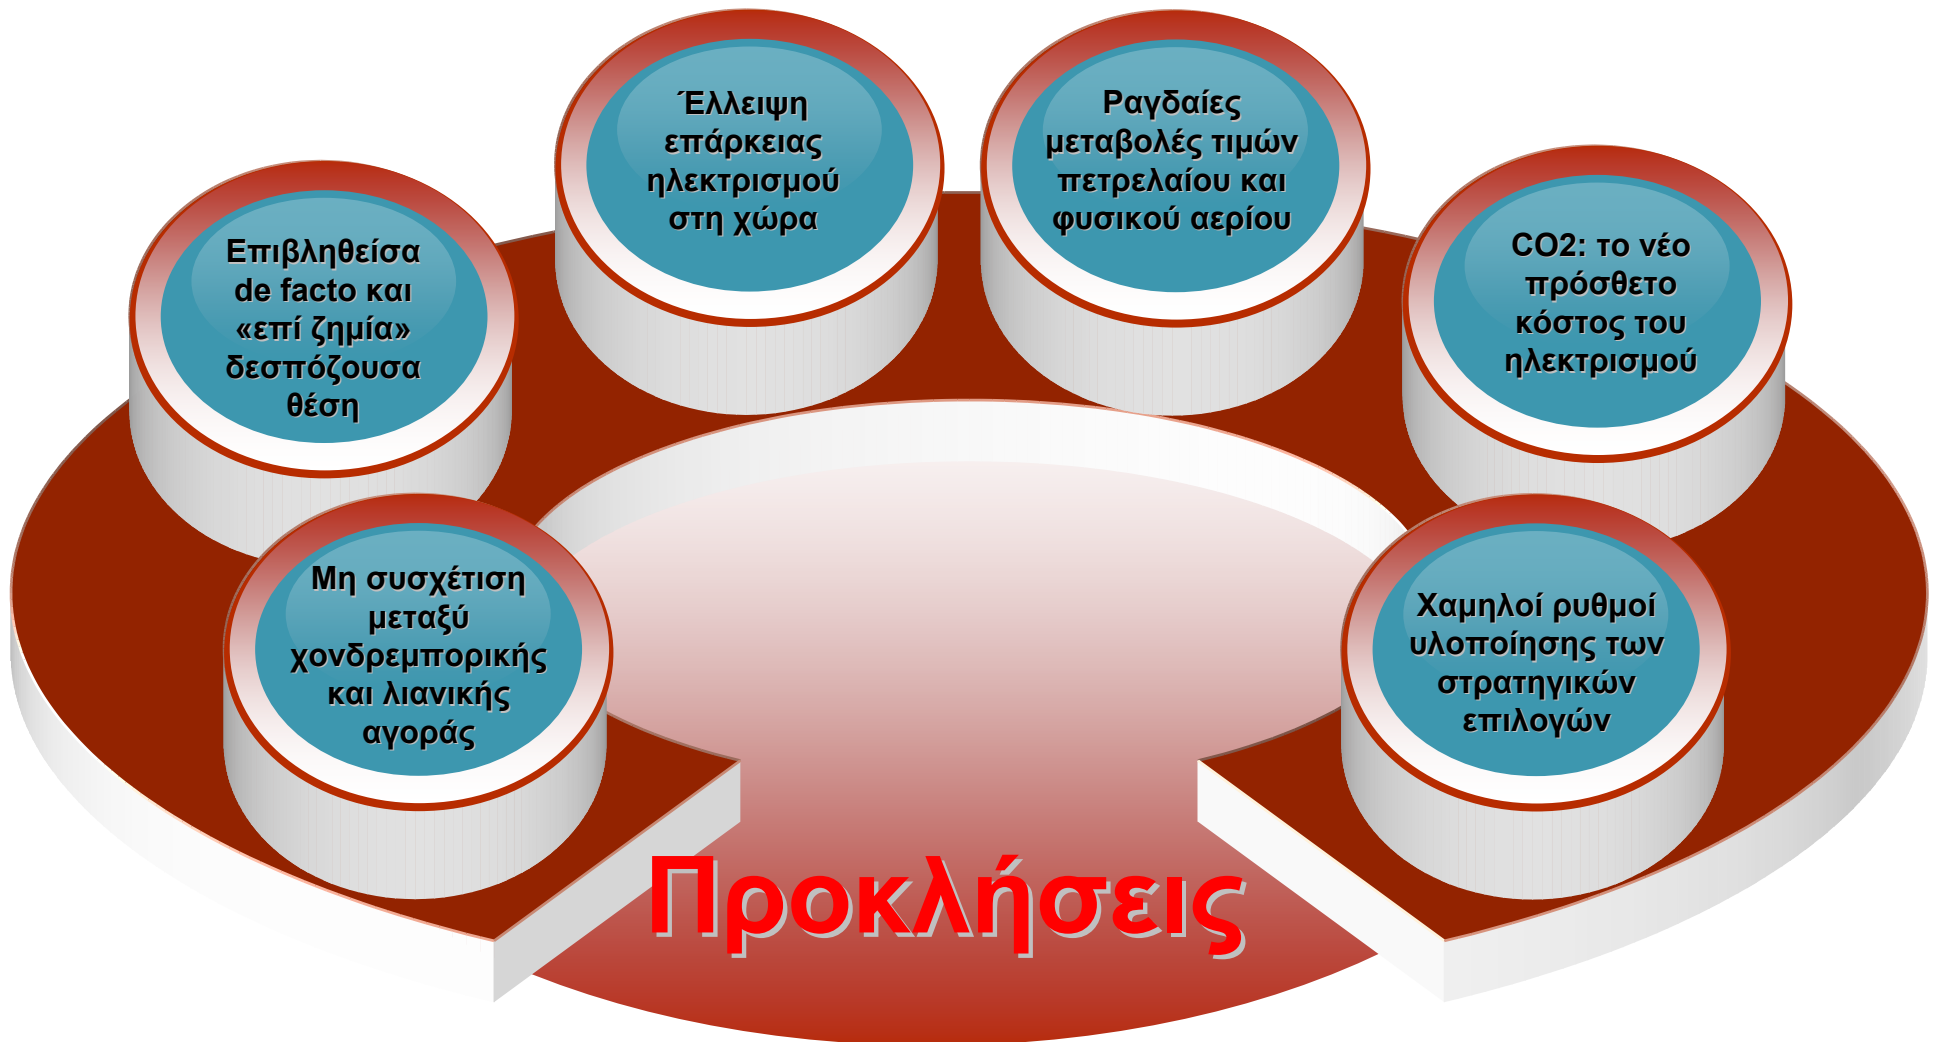 Μη συσχέτιση
μεταξύ
χονδρεμπορικής
και λιανικής
αγοράς
Επιβληθείσα
de facto και
«επί ζημία»
δεσπόζουσα
θέση
Έλλειψη
επάρκειας
ηλεκτρισμού
στη χώρα
Ραγδαίες
μεταβολές τιμών
πετρελαίου και
φυσικού αερίου
CO2: το νέο
πρόσθετο
κόστος του
ηλεκτρισμού
Χαμηλοί ρυθμοί
υλοποίησης των
στρατηγικών
επιλογών
Προκλήσεις